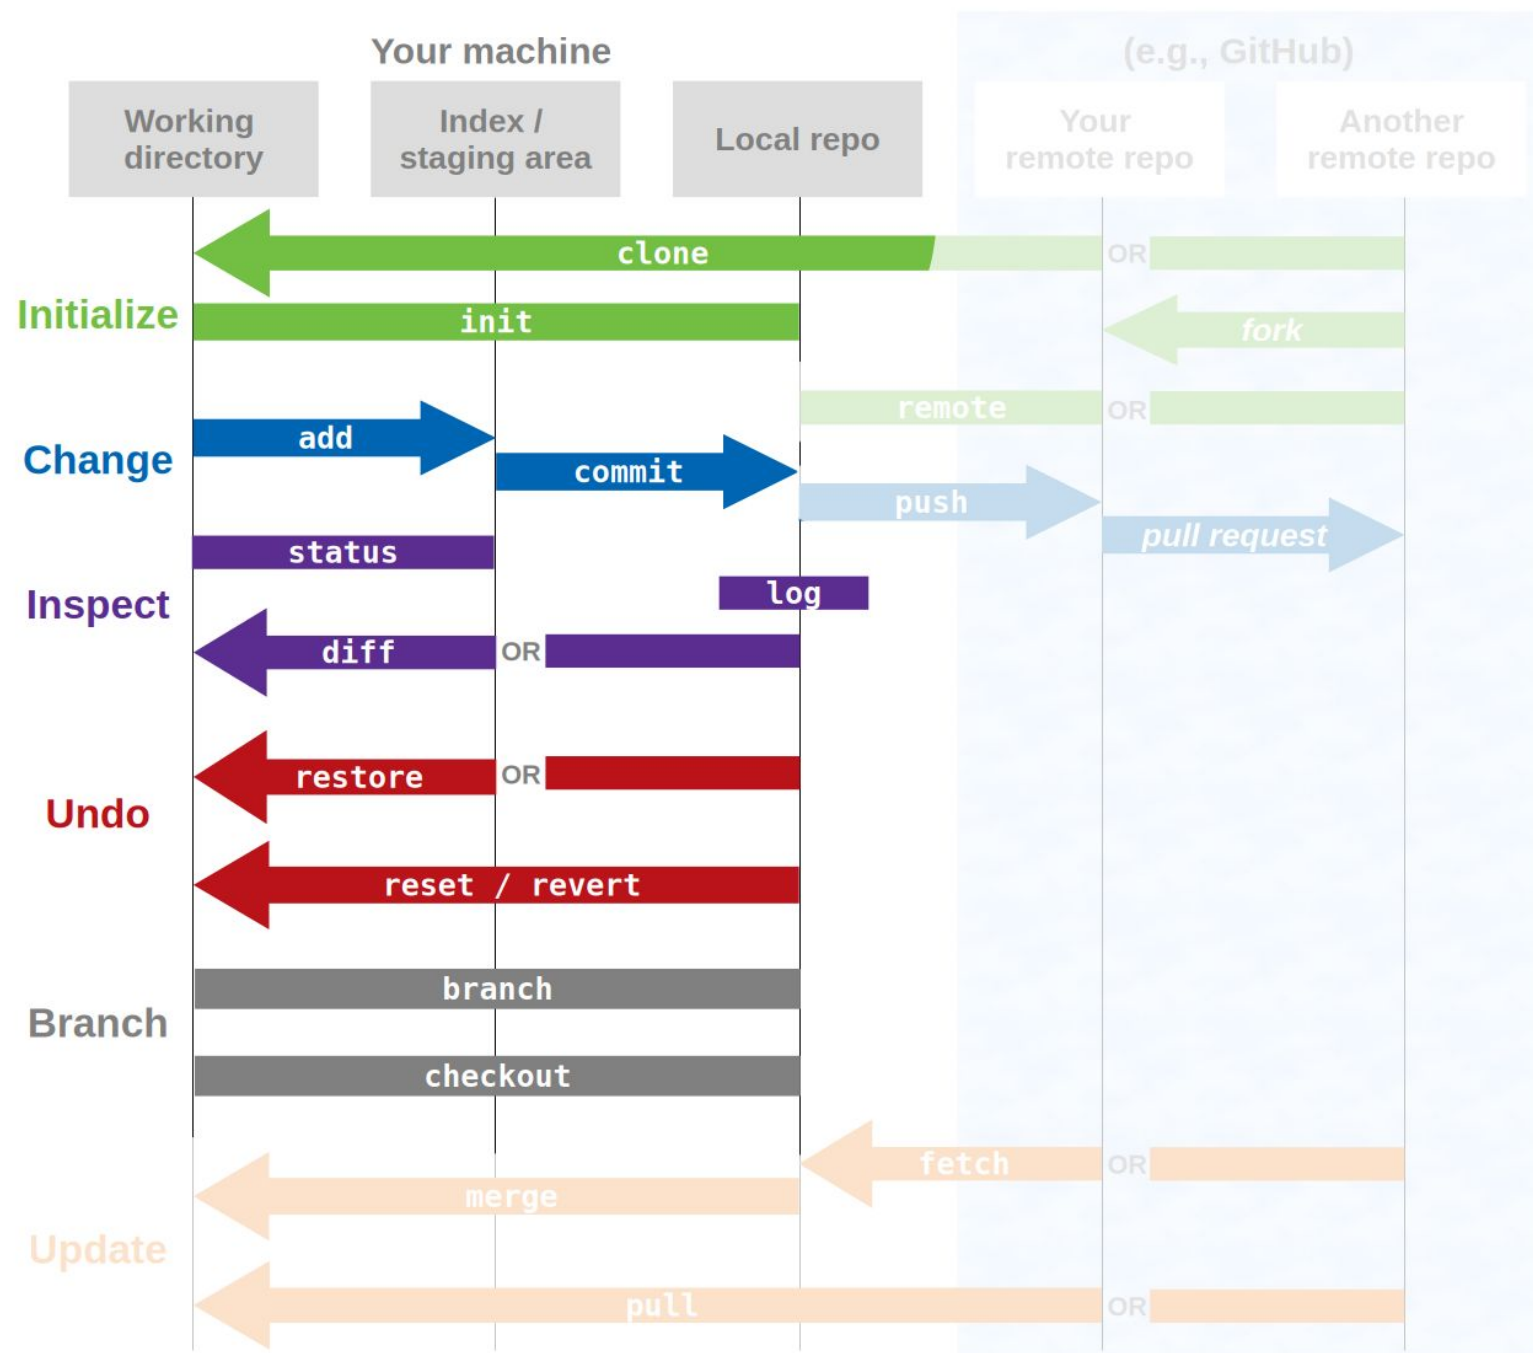 Your machine
(e.g., GitHub)
Working
directory
Index /
staging area
Local repo
Your
remote repo
Another
remote repo
clone
OR
Initialize
init
fork
remote
OR
Change
add
commit
push
pull request
status
Inspect
log
diff
OR
restore
OR
Undo
reset / revert
branch
Branch
checkout
fetch
OR
merge
Update
pull
OR